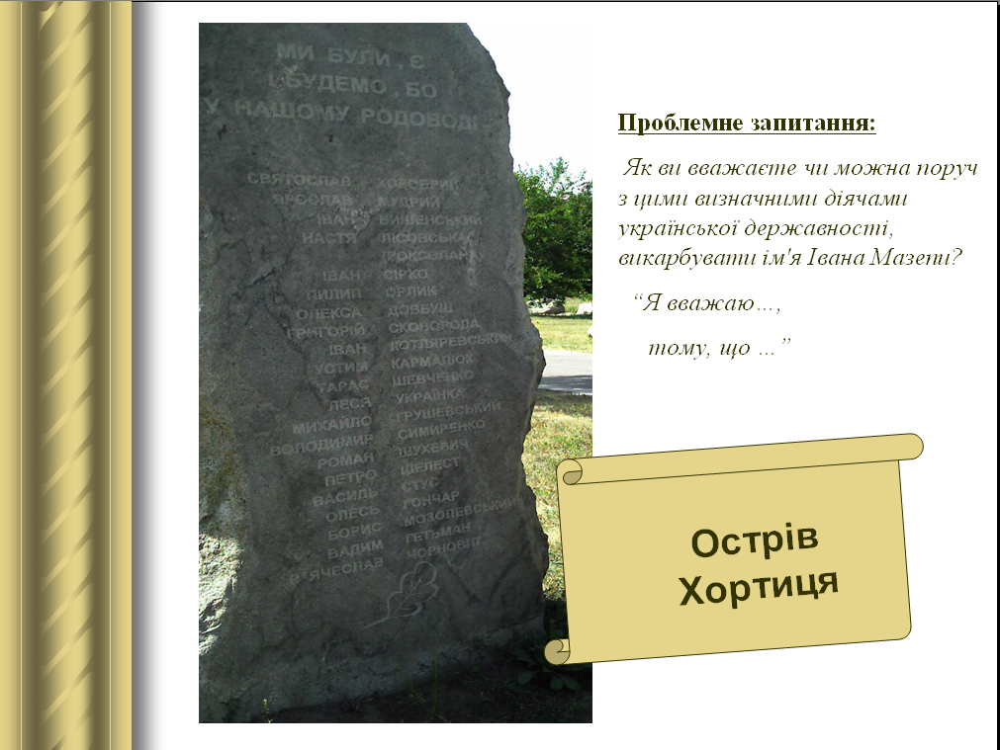 МИ БУЛИ, Є
І БУДЕМО, БО
У НАШОМУ РОДОВОДІ
СВЯТОСЛАВ ХОРОБРИЙ
ЯРОСЛАВ МУДРИЙ
ІВАН ВИШЕНСЬКИЙ
НАСТЯ ЛІСОВСЬКА
(РОКСОЛАНА)
ІВАН СІРКО
ПИЛИП ОРЛИК
ОЛЕКСА ДОВБУШ
ГРИГОРІЙ СКОВОРОДА
ІВАН КОТЛЯРЕВСЬКИЙ
УСТИМ КАРМАЛЮК
ТАРАС ШЕВЧЕНКО
ЛЕСЯ УКРАЇНКА
МИХАЙЛО ГРУШЕВСЬКИЙ
ВОЛОДИМИР СИМИРЕНКО
РОМАН ШУХЕВИЧ
ПЕТРО ШЕЛЕСТ
ВАСИЛЬ СТУС
ОЛЕСЬ ГОНЧАР
БОРИС МОЗОЛЕВСЬКИЙ
ВАДИМ ГЕТЬМАН
В'ЯЧЕСЛАВ ЧОРНОВІЛ
Проблемне запитання:
Як ви вважаєте чи можна поруч
з цими визначними діячами
української державності,
викарбувати ім'я Івана Мазепи?
“Я вважаю…,
тому, що …”
Острів
Хортиця